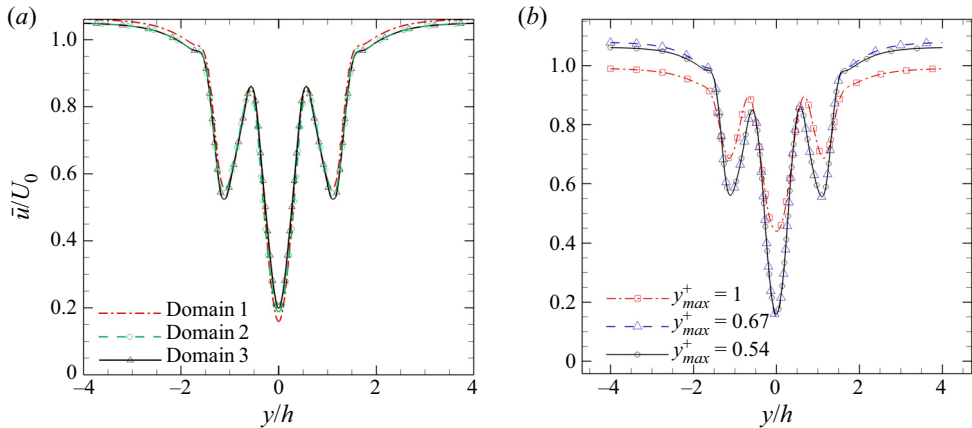 (a)
1.0
0.8
0.6
0.4
0.2
0
ū/U₀
Domain 1
Domain 2
Domain 3
−4 −2 0 2 4
y/h
(b)
1.0
0.8
0.6
0.4
0.2
0
y⁺max = 1
y⁺max = 0.67
y⁺max = 0.54
−4 −2 0 2 4
y/h